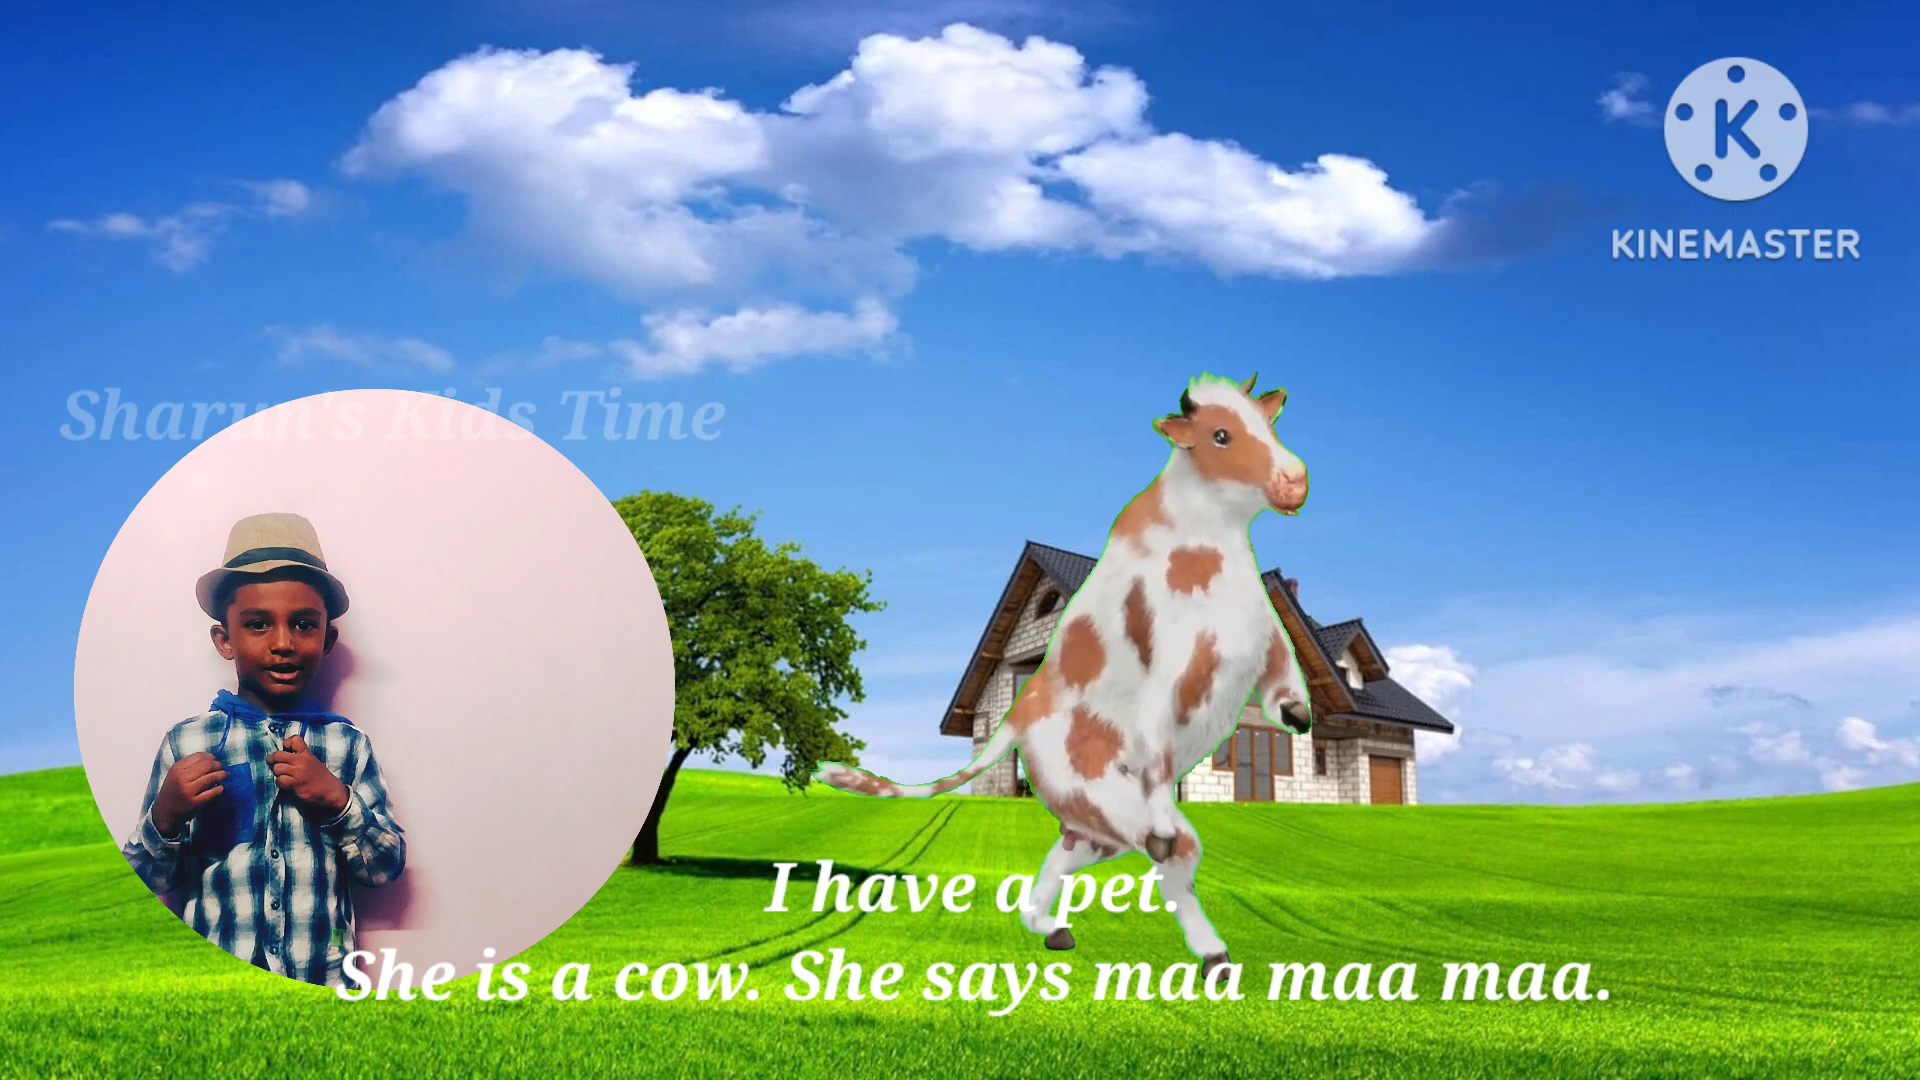 K
KINEMASTER
Sharun's Kids Time
I have a pet.
She is a cow. She says maa maa maa.